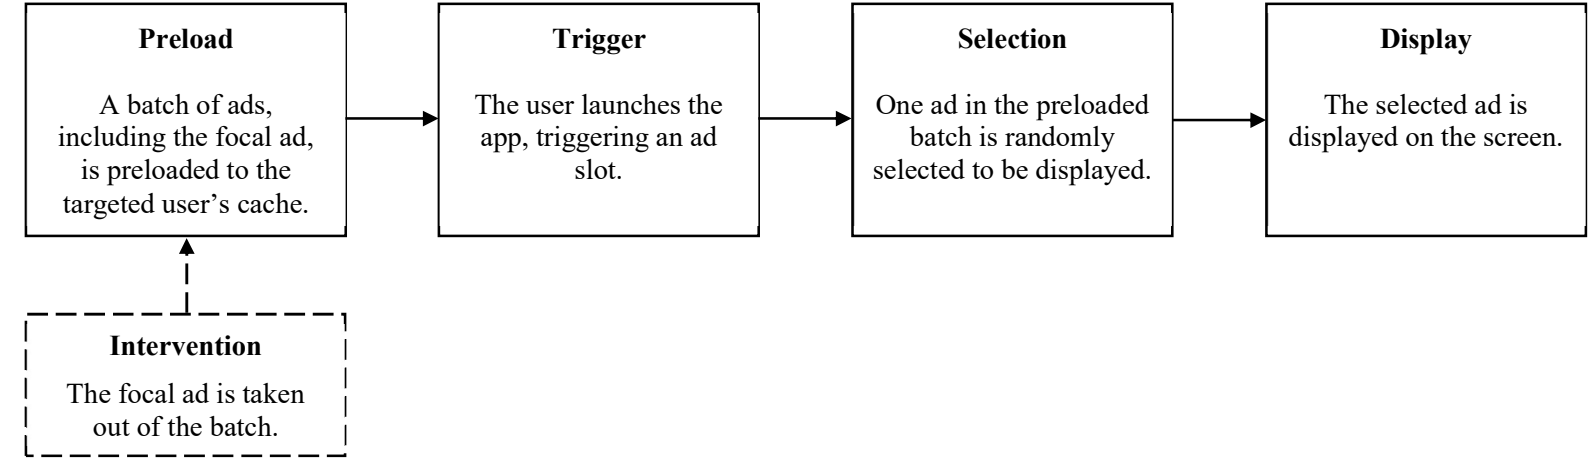 Preload
A batch of ads,
including the focal ad,
is preloaded to the
targeted user’s cache.
Trigger
The user launches the
app, triggering an ad
slot.
Selection
One ad in the preloaded
batch is randomly
selected to be displayed.
Display
The selected ad is
displayed on the screen.
Intervention
The focal ad is taken
out of the batch.